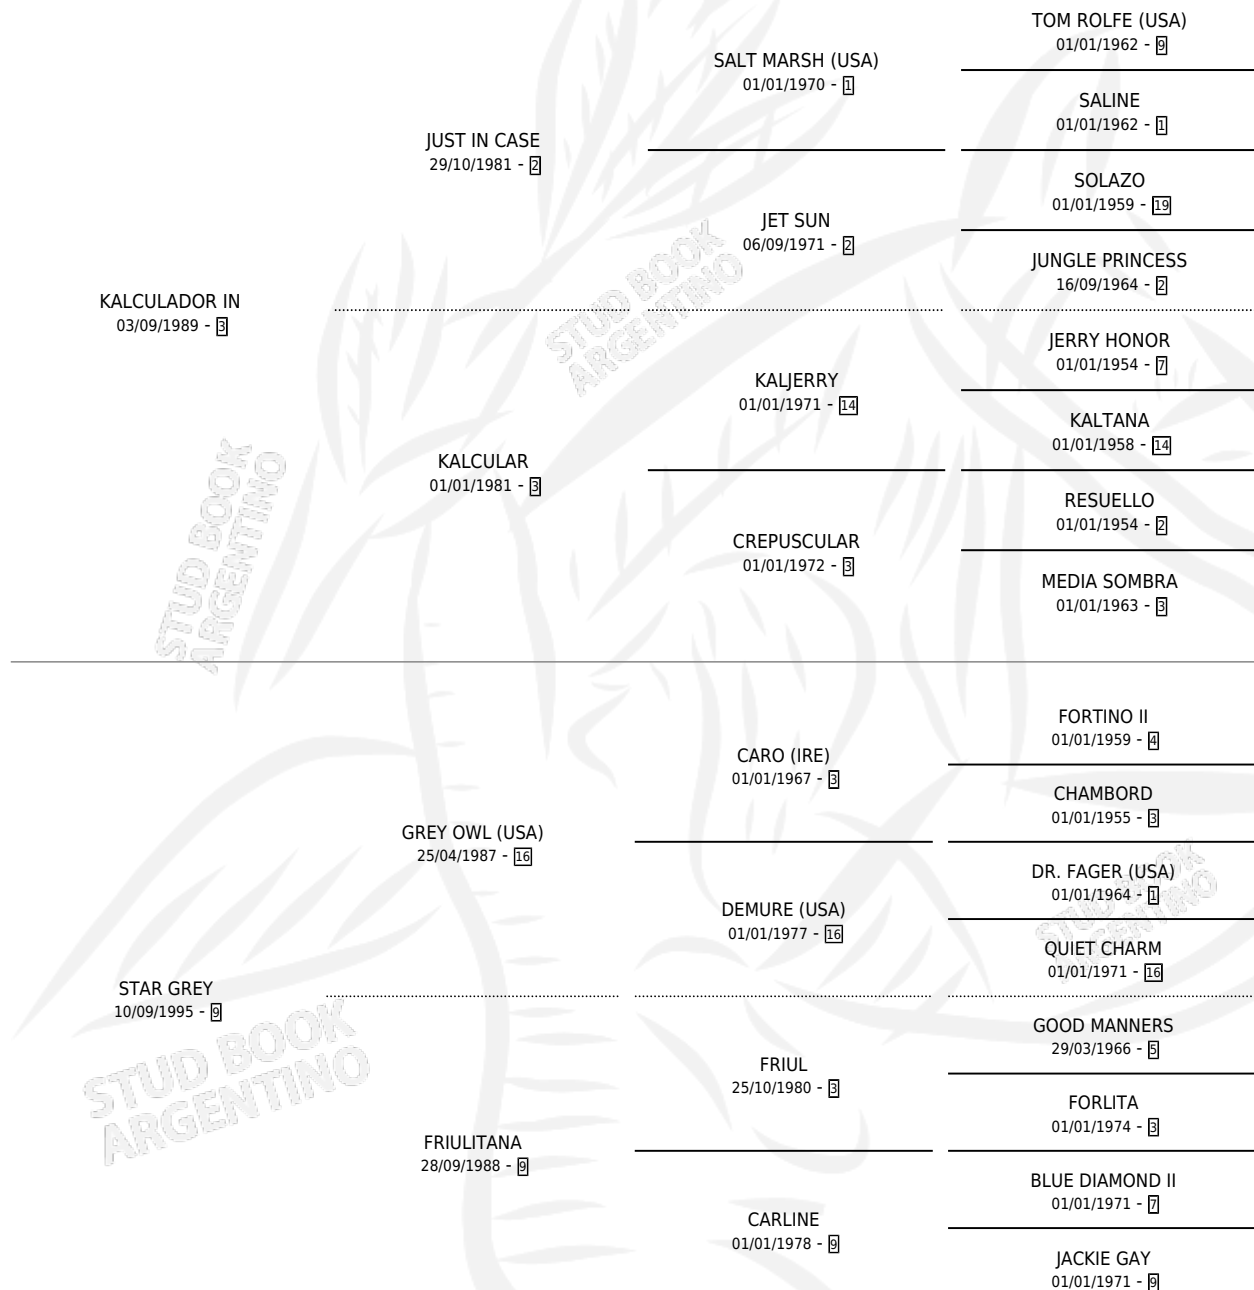 TOM ROLFE (USA)
01/01/1962 - 9
SALT MARSH (USA)
01/01/1970 - 1
SALINE
01/01/1962 - 1
JUST IN CASE
29/10/1981 - 2
SOLAZO
01/01/1959 - 19
JET SUN
06/09/1971 - 2
JUNGLE PRINCESS
16/09/1964 - 2
KALCULADOR IN
03/09/1989 - 3
JERRY HONOR
01/01/1954 - 7
KALJERRY
01/01/1971 - 14
KALTANA
01/01/1958 - 14
KALCULAR
01/01/1981 - 3
RESUELLO
01/01/1954 - 2
CREPUSCULAR
01/01/1972 - 3
MEDIA SOMBRA
01/01/1963 - 3
FORTINO II
01/01/1959 - 4
CARO (IRE)
01/01/1967 - 3
CHAMBORD
01/01/1955 - 3
GREY OWL (USA)
25/04/1987 - 16
DR. FAGER (USA)
01/01/1964 - 1
DEMURE (USA)
01/01/1977 - 16
QUIET CHARM
01/01/1971 - 16
STAR GREY
10/09/1995 - 9
GOOD MANNERS
29/03/1966 - 5
FRIUL
25/10/1980 - 3
FORLITA
01/01/1974 - 3
FRIULITANA
28/09/1988 - 9
BLUE DIAMOND II
01/01/1971 - 7
CARLINE
01/01/1978 - 9
JACKIE GAY
01/01/1971 - 9
STUD BOOK
ARGENTINO
STUD BOOK
ARGENTINO
STUD BOOK
ARGENTINO
STUD BOOK
ARGENTINO